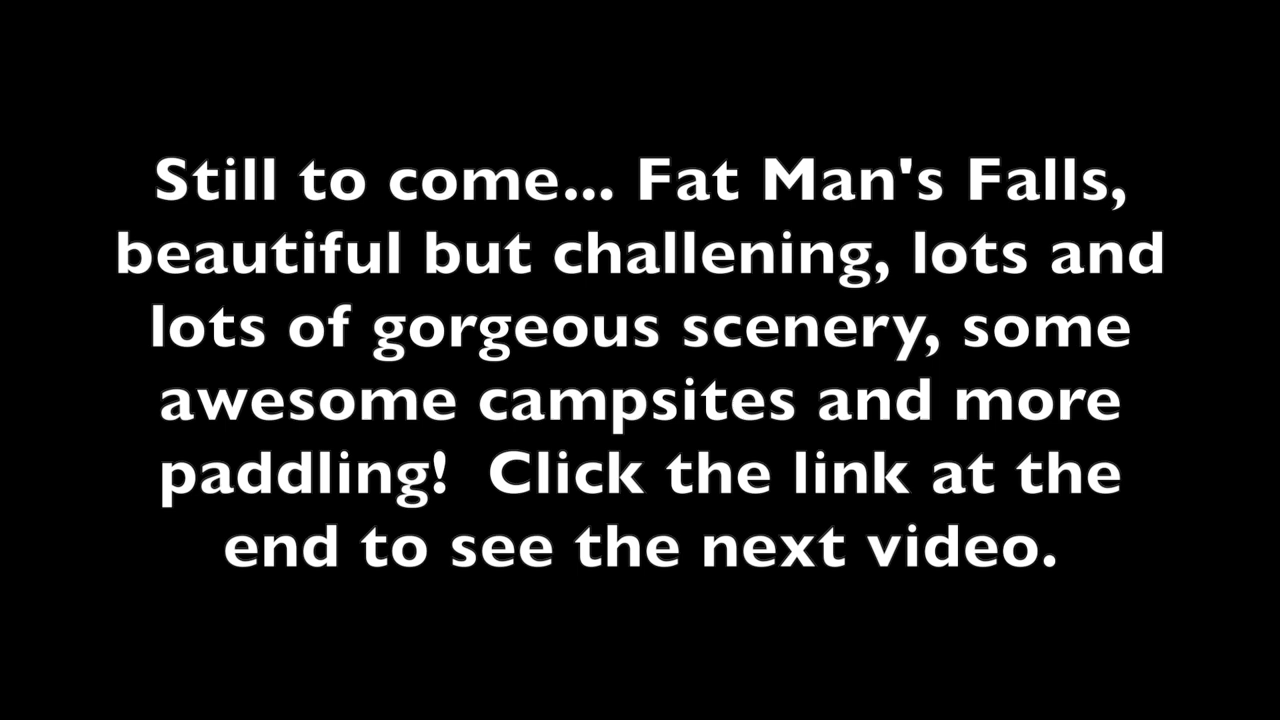 Still to come... Fat Man's Falls,
beautiful but challening, lots and
lots of gorgeous scenery, some
awesome campsites and more
paddling!  Click the link at the
end to see the next video.